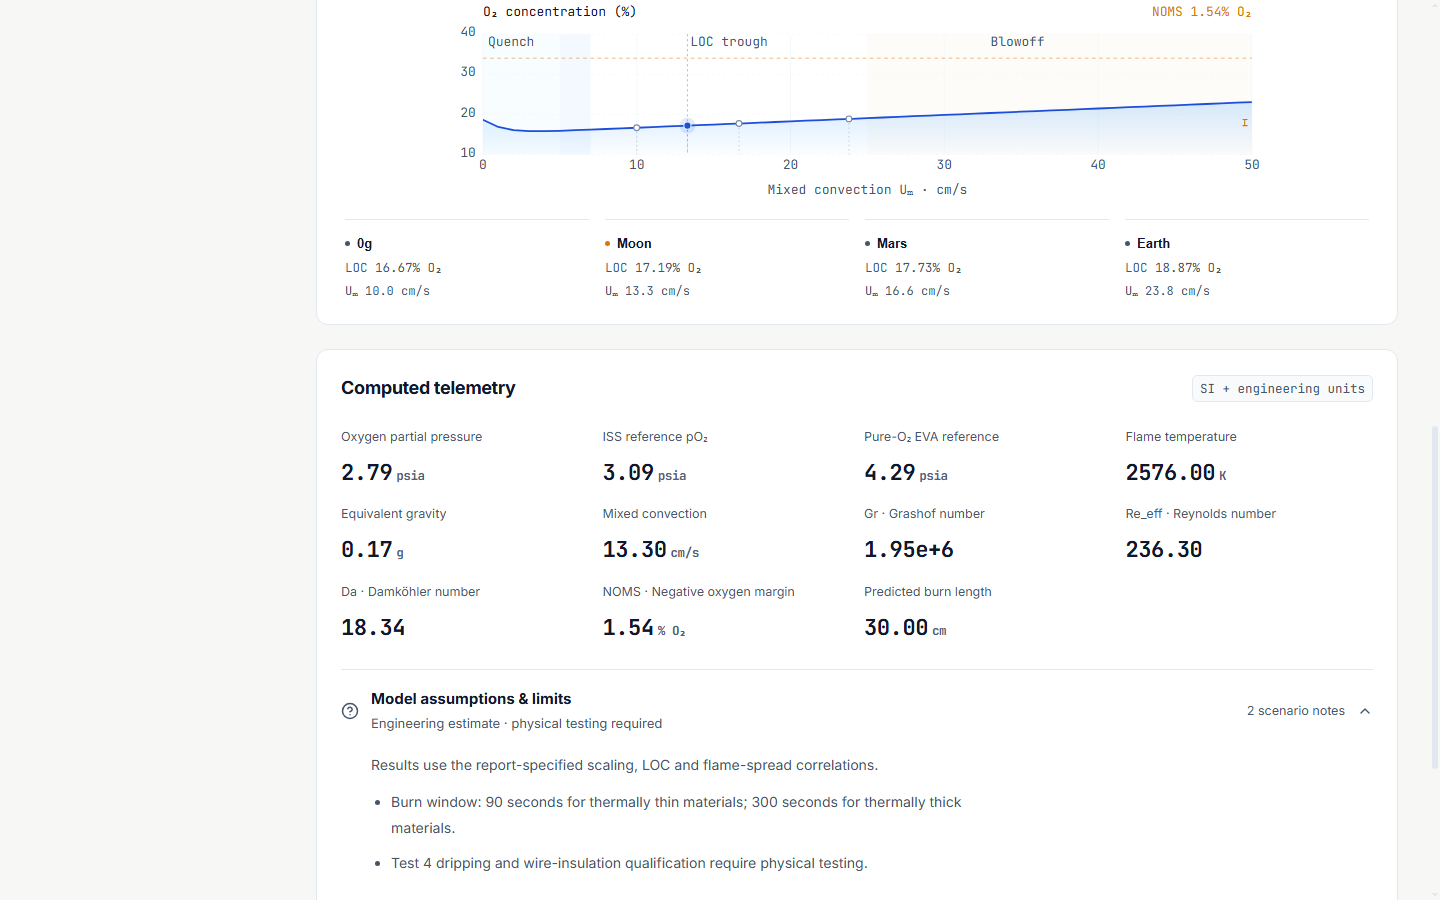 O₂ concentration (%)
NOMS 1.54% O₂
40
30
20
10
Quench
LOC trough
Blowoff
I
0
10
20
30
40
50
Mixed convection Uₘ · cm/s
0g
LOC 16.67% O₂
Uₘ 10.0 cm/s
Moon
LOC 17.19% O₂
Uₘ 13.3 cm/s
Mars
LOC 17.73% O₂
Uₘ 16.6 cm/s
Earth
LOC 18.87% O₂
Uₘ 23.8 cm/s
Computed telemetry
SI + engineering units
Oxygen partial pressure
2.79 psia
ISS reference pO₂
3.09 psia
Pure-O₂ EVA reference
4.29 psia
Flame temperature
2576.00 K
Equivalent gravity
0.17 g
Mixed convection
13.30 cm/s
Gr · Grashof number
1.95e+6
Re_eff · Reynolds number
236.30
Da · Damköhler number
18.34
NOMS · Negative oxygen margin
1.54 % O₂
Predicted burn length
30.00 cm
Model assumptions & limits
Engineering estimate · physical testing required
2 scenario notes
Results use the report-specified scaling, LOC and flame-spread correlations.
• Burn window: 90 seconds for thermally thin materials; 300 seconds for thermally thick
materials.
• Test 4 dripping and wire-insulation qualification require physical testing.